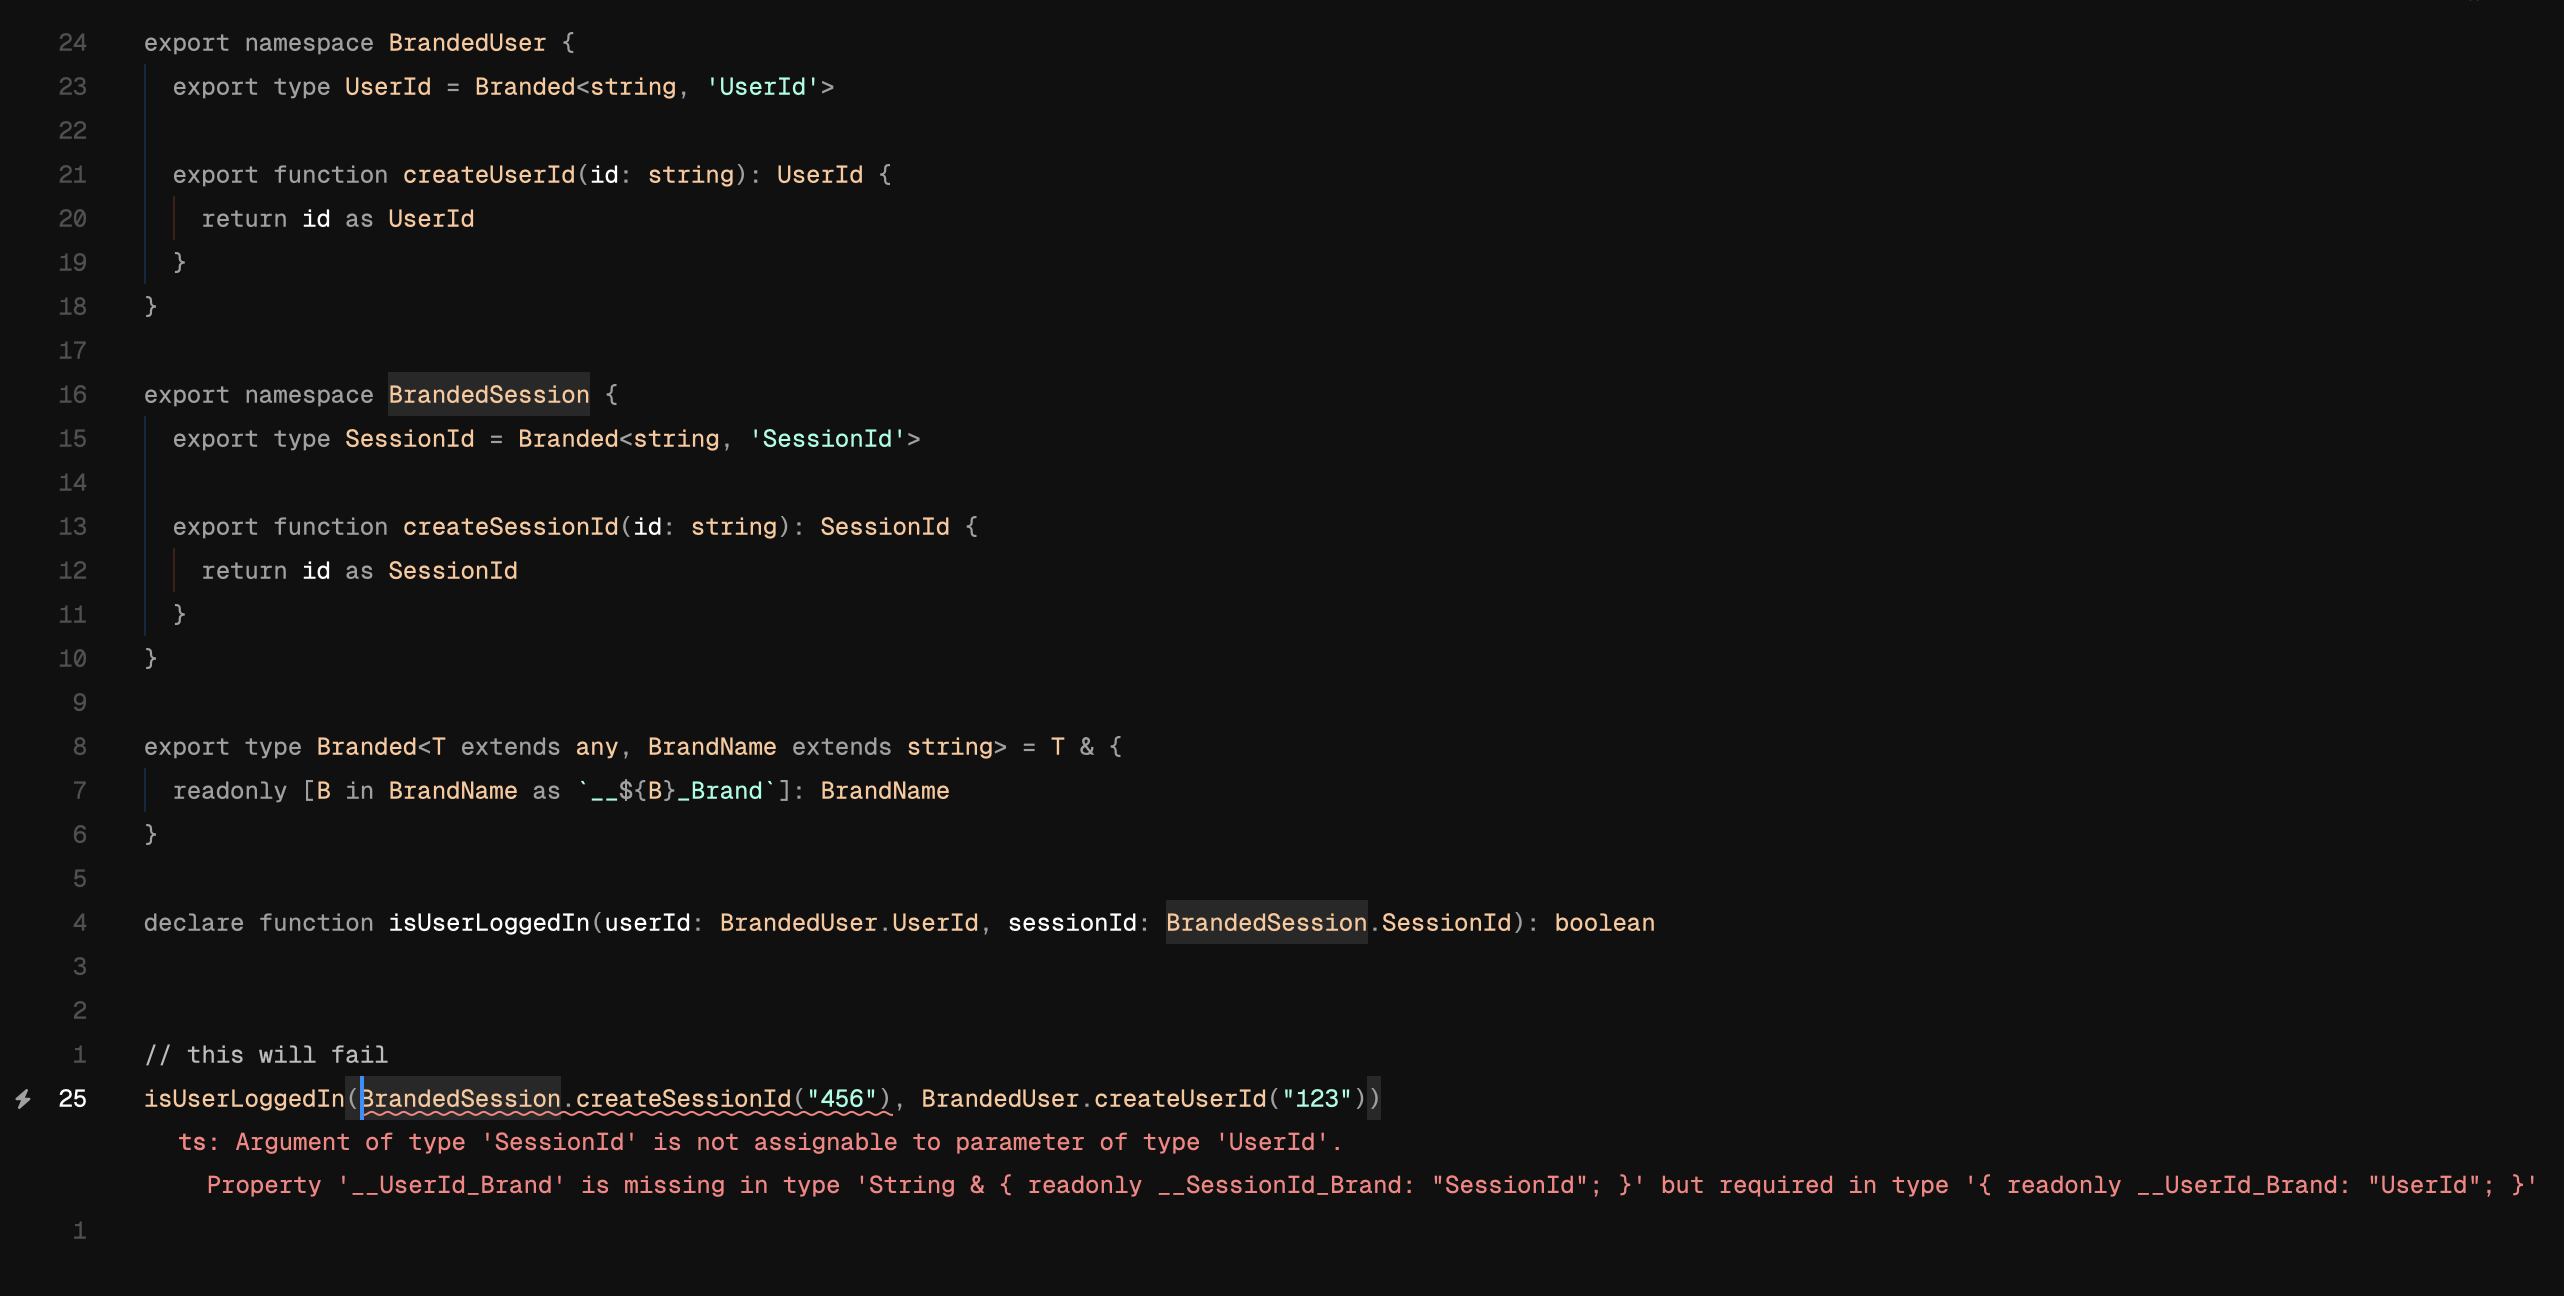 24 export namespace BrandedUser {
23   export type UserId = Branded<string, 'UserId'>
22
21   export function createUserId(id: string): UserId {
20     return id as UserId
19   }
18 }
17
16 export namespace BrandedSession {
15   export type SessionId = Branded<string, 'SessionId'>
14
13   export function createSessionId(id: string): SessionId {
12     return id as SessionId
11   }
10 }
9
8 export type Branded<T extends any, BrandName extends string> = T & {
7   readonly [B in BrandName as `__${B}_Brand`]: BrandName
6 }
5
4 declare function isUserLoggedIn(userId: BrandedUser.UserId, sessionId: BrandedSession.SessionId): boolean
3
2
1 // this will fail
25 isUserLoggedIn(BrandedSession.createSessionId("456"), BrandedUser.createUserId("123"))
ts: Argument of type 'SessionId' is not assignable to parameter of type 'UserId'.
Property '__UserId_Brand' is missing in type 'String & { readonly __SessionId_Brand: "SessionId"; }' but required in type '{ readonly __UserId_Brand: "UserId"; }'
1